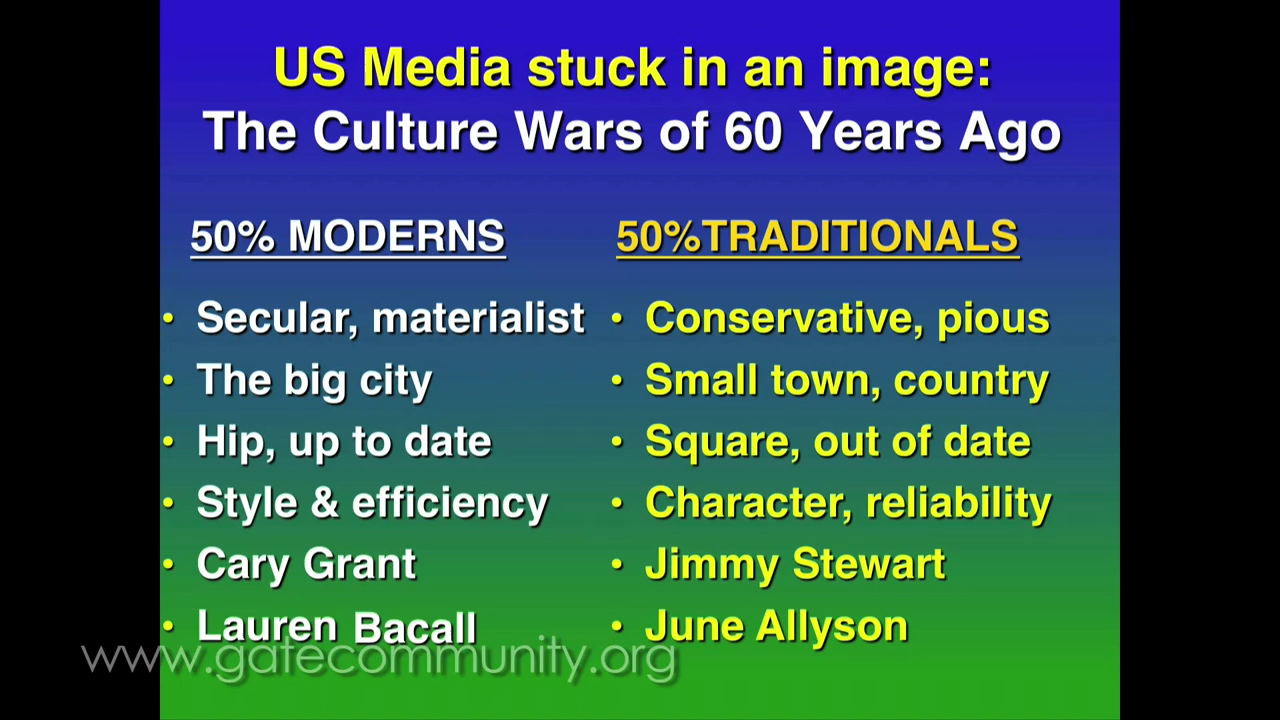 US Media stuck in an image:
The Culture Wars of 60 Years Ago
50% MODERNS
• Secular, materialist
• The big city
• Hip, up to date
• Style & efficiency
• Cary Grant
• Lauren Bacall
50%TRADITIONALS
• Conservative, pious
• Small town, country
• Square, out of date
• Character, reliability
• Jimmy Stewart
• June Allyson
www.gatecommunity.org